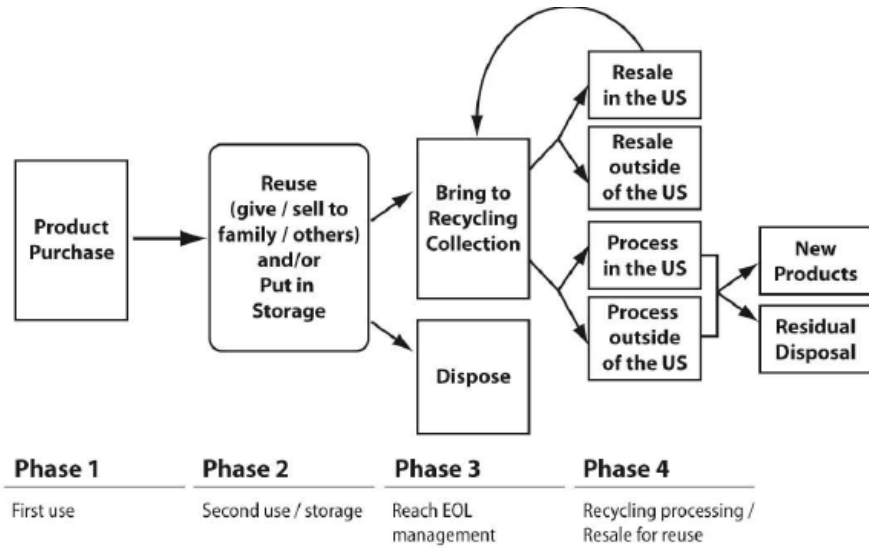 Product
Purchase
Reuse
(give / sell to
family / others)
and/or
Put in
Storage
Bring to
Recycling
Collection
Dispose
Resale
in the US
Resale
outside
of the US
Process
in the US
Process
outside
of the US
New
Products
Residual
Disposal
Phase 1
First use
Phase 2
Second use / storage
Phase 3
Reach EOL
management
Phase 4
Recycling processing /
Resale for reuse